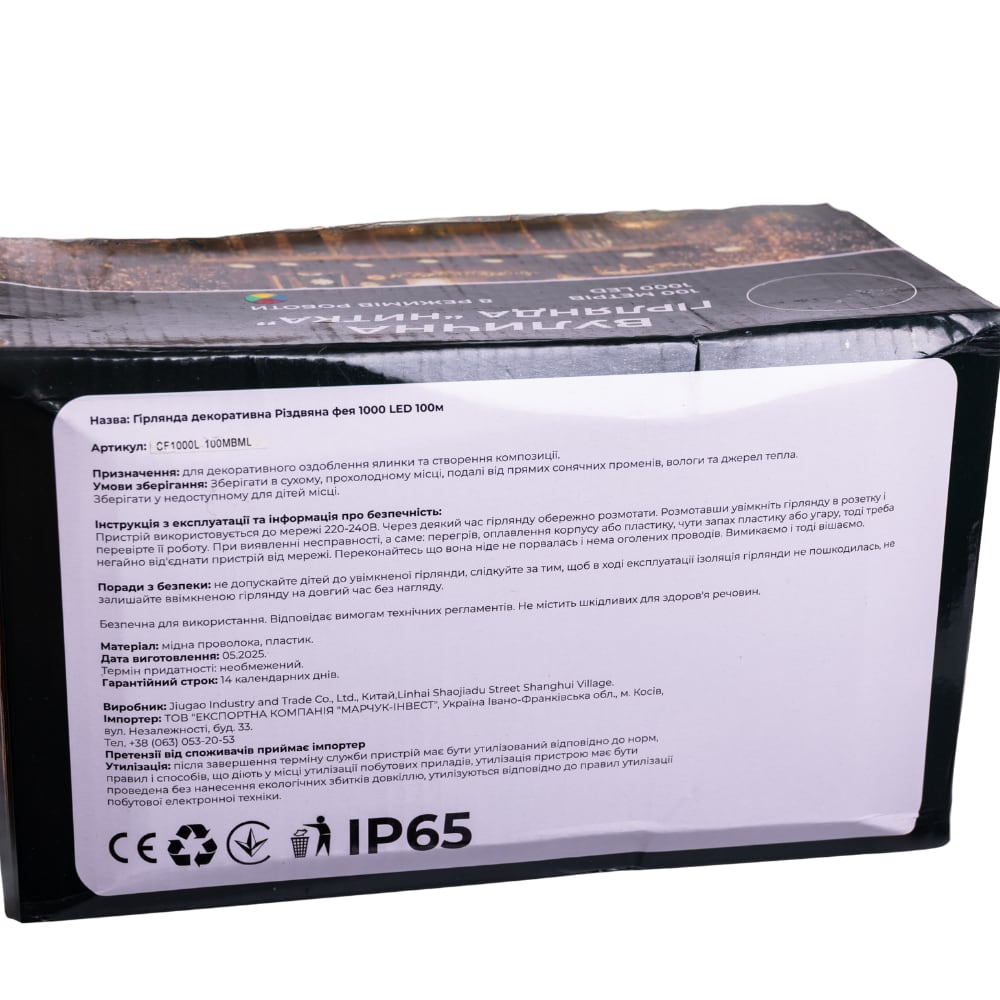 ВУЛИЧНА
ГІРЛЯНДА "НИТКА"
100 МЕТРІВ
1000 LED
8 РЕЖИМІВ РОБОТИ
Назва: Гірлянда декоративна Різдвяна фея 1000 LED 100м
Артикул: CF1000L 100MBML
Призначення: для декоративного оздоблення ялинки та створення композиції.
Умови зберігання: Зберігати в сухому, прохолодному місці, подалі від прямих сонячних променів, вологи та джерел тепла.
Зберігати у недоступному для дітей місці.
Інструкція з експлуатації та інформація про безпечність:
Пристрій використовується до мережі 220-240В. Через деякий час гірлянду обережно розмотати. Розмотавши увімкніть гірлянду в розетку і
перевірте її роботу. При виявленні несправності, а саме: перегрів, оплавлення корпусу або пластику, чути запах пластику або угару, тоді треба
негайно від'єднати пристрій від мережі. Переконайтесь що вона ніде не порвалась і нема оголених проводів. Вимикаємо і тоді вішаємо.
Поради з безпеки: не допускайте дітей до увімкненої гірлянди, слідкуйте за тим, щоб в ході експлуатації ізоляція гірлянди не пошкодилась, не
залишайте ввімкненою гірлянду на довгий час без нагляду.
Безпечна для використання. Відповідає вимогам технічних регламентів. Не містить шкідливих для здоров'я речовин.
Матеріал: мідна проволока, пластик.
Дата виготовлення: 05.2025.
Термін придатності: необмежений.
Гарантійний строк: 14 календарних днів.
Виробник: Jiugao Industry and Trade Co., Ltd., Китай,Linhai Shaojiadu Street Shanghui Village.
Імпортер: ТОВ "ЕКСПОРТНА КОМПАНІЯ "МАРЧУК-ІНВЕСТ", Україна Івано-Франківська обл., м. Косів,
вул. Незалежності, буд. 33.
Тел. +38 (063) 053-20-53
Претензії від споживачів приймає імпортер
Утилізація: після завершення терміну служби пристрій має бути утилізований відповідно до норм,
правил і способів, що діють у місці утилізації побутових приладів, утилізація пристрою має бути
проведена без нанесення екологічних збитків довкіллю, утилізуються відповідно до правил утилізації
побутової електронної техніки.
CE IP65